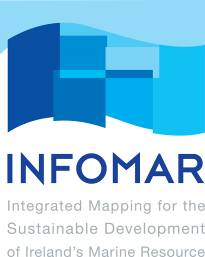 INFOMAR
Integrated Mapping for the
Sustainable Development
of Ireland's Marine Resource